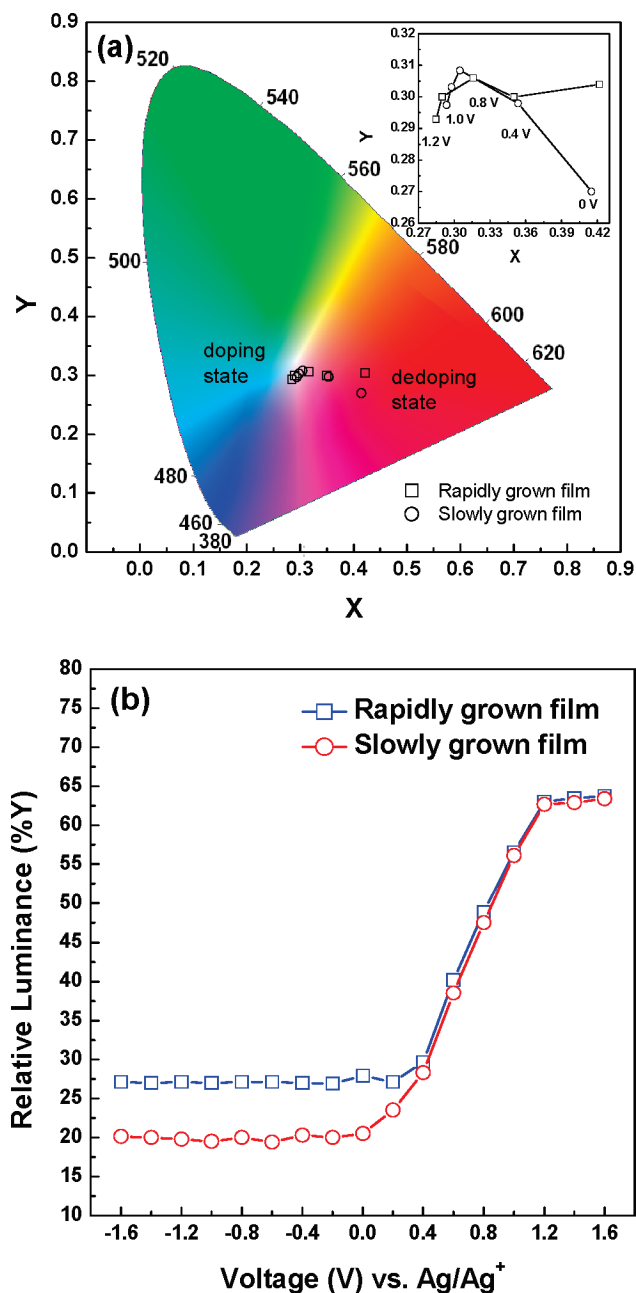 (a)
0.9
0.8
0.7
0.6
0.5
0.4
0.3
0.2
0.1
0.0
Y
520
540
560
580
600
620
500
480
460
380
doping
state
dedoping
state
Rapidly grown film
Slowly grown film
0.0 0.1 0.2 0.3 0.4 0.5 0.6 0.7 0.8 0.9
X
0.32
0.31
0.30
0.29
0.28
0.27
0.26
Y
0.8 V
1.0 V
-1.2 V
0.4 V
0 V
0.27 0.30 0.33 0.36 0.39 0.42
X
(b)
Rapidly grown film
Slowly grown film
80
75
70
65
60
55
50
45
40
35
30
25
20
15
10
Relative Luminance (%Y)
-1.6 -1.2 -0.8 -0.4 0.0 0.4 0.8 1.2 1.6
Voltage (V) vs. Ag/Ag⁺